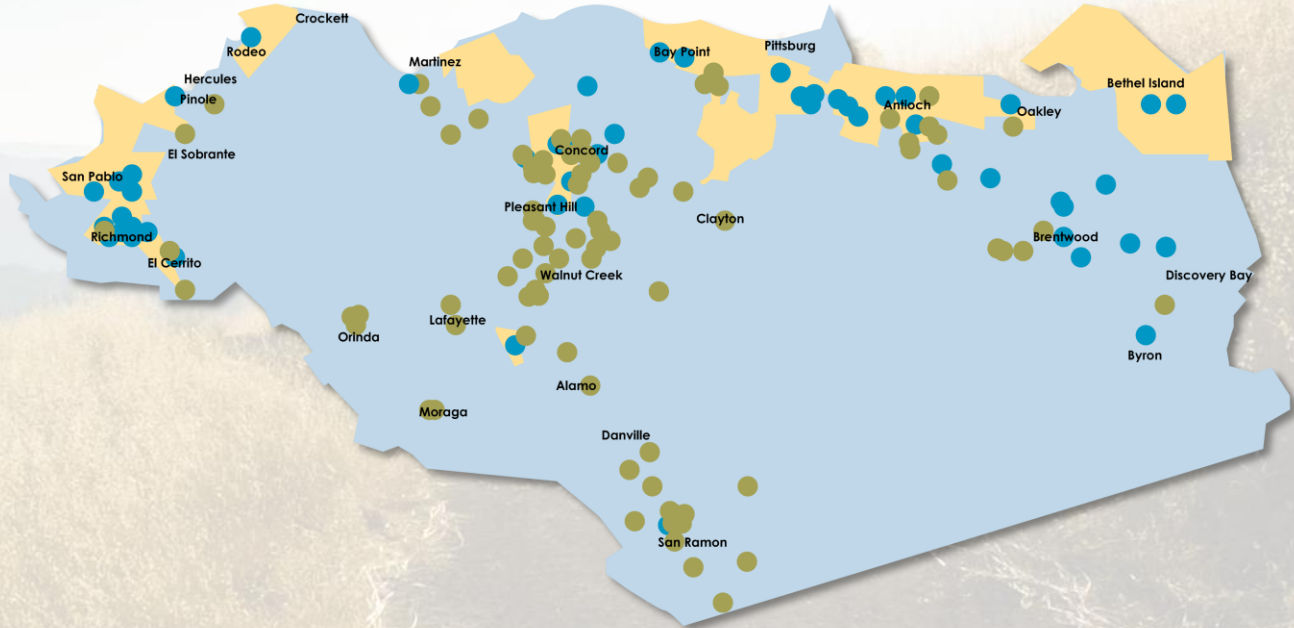 Crockett
Rodeo
Hercules
Pinole
El Sobrante
San Pablo
Richmond
El Cerrito
Martinez
Bay Point
Pittsburg
Antioch
Oakley
Bethel Island
Concord
Pleasant Hill
Clayton
Walnut Creek
Brentwood
Discovery Bay
Byron
Orinda
Lafayette
Moraga
Alamo
Danville
San Ramon